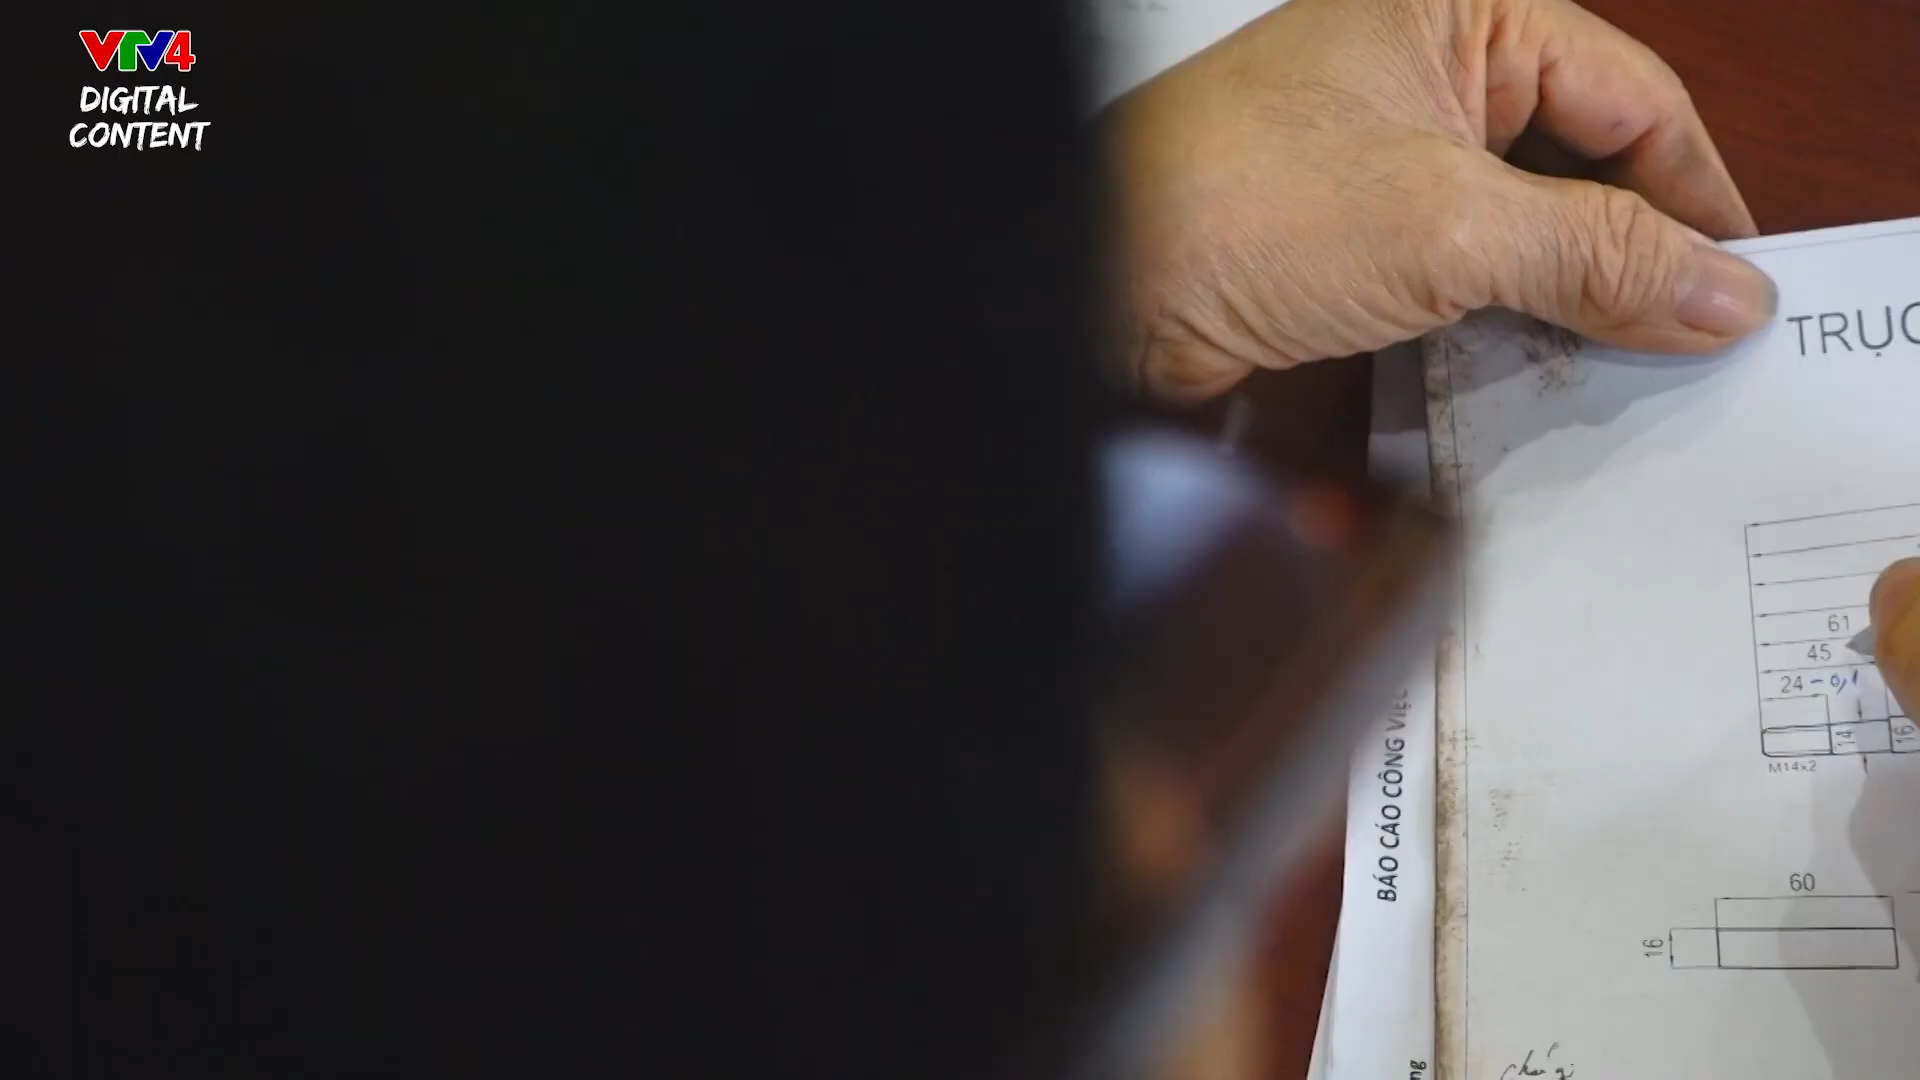 VTV4
DIGITAL
CONTENT
TRỤC
61
45
24 - 0,1
14
16
M14x2
BÁO CÁO CÔNG VIỆC
60
16